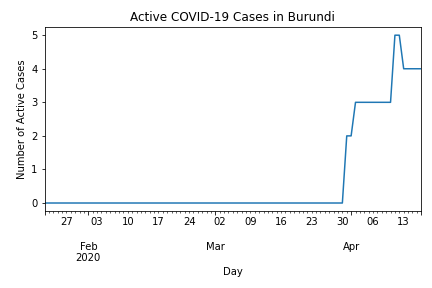 Active COVID-19 Cases in Burundi
Number of Active Cases
5
4
3
2
1
0
27 03 10 17 24 02 09 16 23 30 06 13
Feb Mar Apr
2020
Day